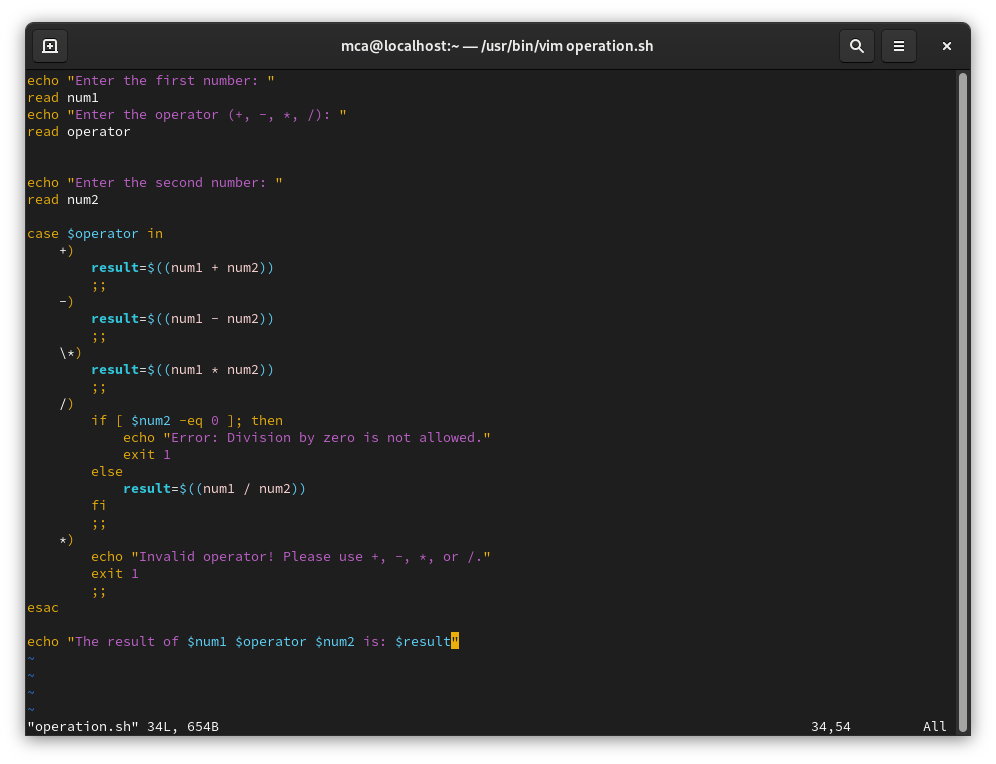 mca@localhost:~ — /usr/bin/vim operation.sh
echo "Enter the first number: "
read num1
echo "Enter the operator (+, -, *, /): "
read operator
echo "Enter the second number: "
read num2
case $operator in
    +)
        result=$((num1 + num2))
        ;;
    -)
        result=$((num1 - num2))
        ;;
    \*)
        result=$((num1 * num2))
        ;;
    /)
        if [ $num2 -eq 0 ]; then
            echo "Error: Division by zero is not allowed."
            exit 1
        else
            result=$((num1 / num2))
        fi
        ;;
    *)
        echo "Invalid operator! Please use +, -, *, or /."
        exit 1
        ;;
esac
echo "The result of $num1 $operator $num2 is: $result"
~
~
~
~
"operation.sh" 34L, 654B 34,54 All